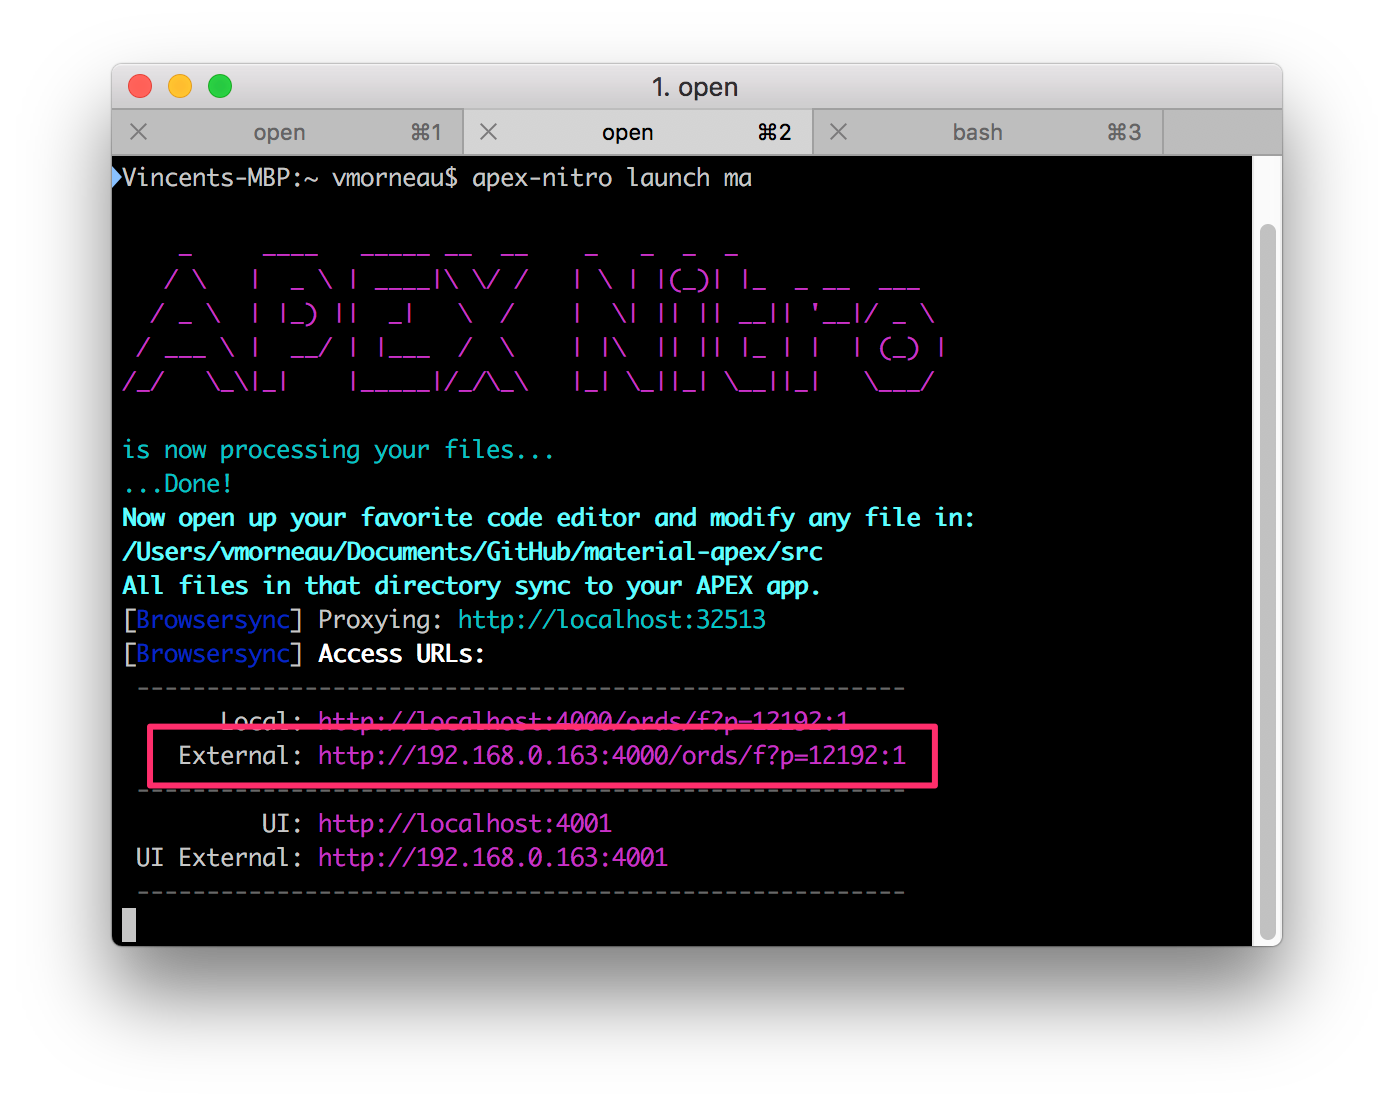 1. open
open ⌘1 open ⌘2 bash ⌘3
Vincents-MBP:~ vmorneau$ apex-nitro launch ma
APEX Nitro
is now processing your files...
...Done!
Now open up your favorite code editor and modify any file in:
/Users/vmorneau/Documents/GitHub/material-apex/src
All files in that directory sync to your APEX app.
[Browsersync] Proxying: http://localhost:32513
[Browsersync] Access URLs:
-------------------------------------------------------
Local: http://localhost:4000/ords/f?p=12192:1
External: http://192.168.0.163:4000/ords/f?p=12192:1
-------------------------------------------------------
UI: http://localhost:4001
UI External: http://192.168.0.163:4001
-------------------------------------------------------